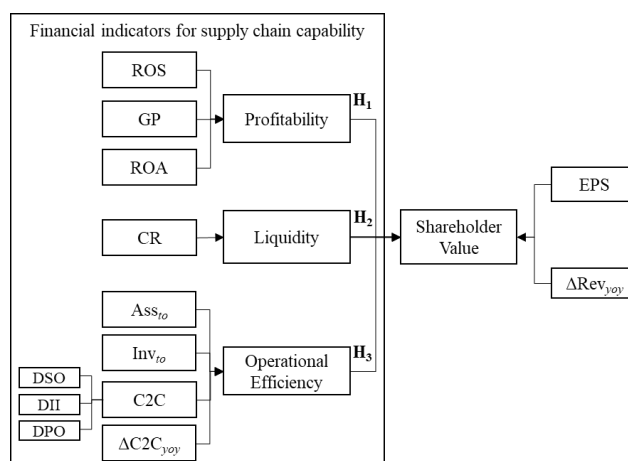 Financial indicators for supply chain capability
ROS
GP
ROA
Profitability
H1
CR
Liquidity
H2
Assto
Invto
DSO
DII
DPO
C2C
ΔC2Cyoy
Operational
Efficiency
H3
Shareholder
Value
EPS
ΔRevyoy